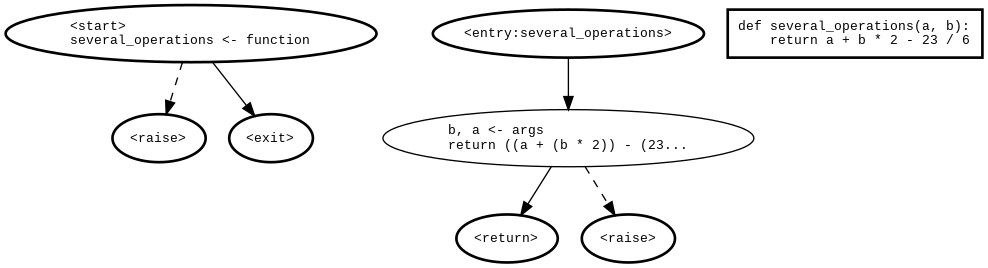 <start>
several_operations <- function
<raise>
<exit>
<entry:several_operations>
b, a <- args
return ((a + (b * 2)) - (23...
<return>
<raise>
def several_operations(a, b):
    return a + b * 2 - 23 / 6